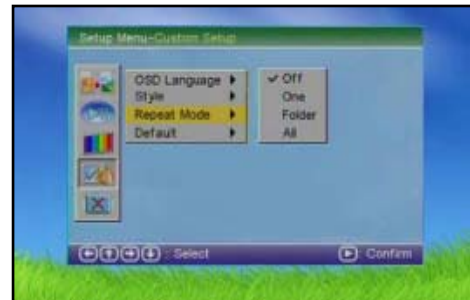 Setup Menu-Custom Setup
OSD Language
Style
Repeat Mode
Default
Off
One
Folder
All
: Select
: Confirm